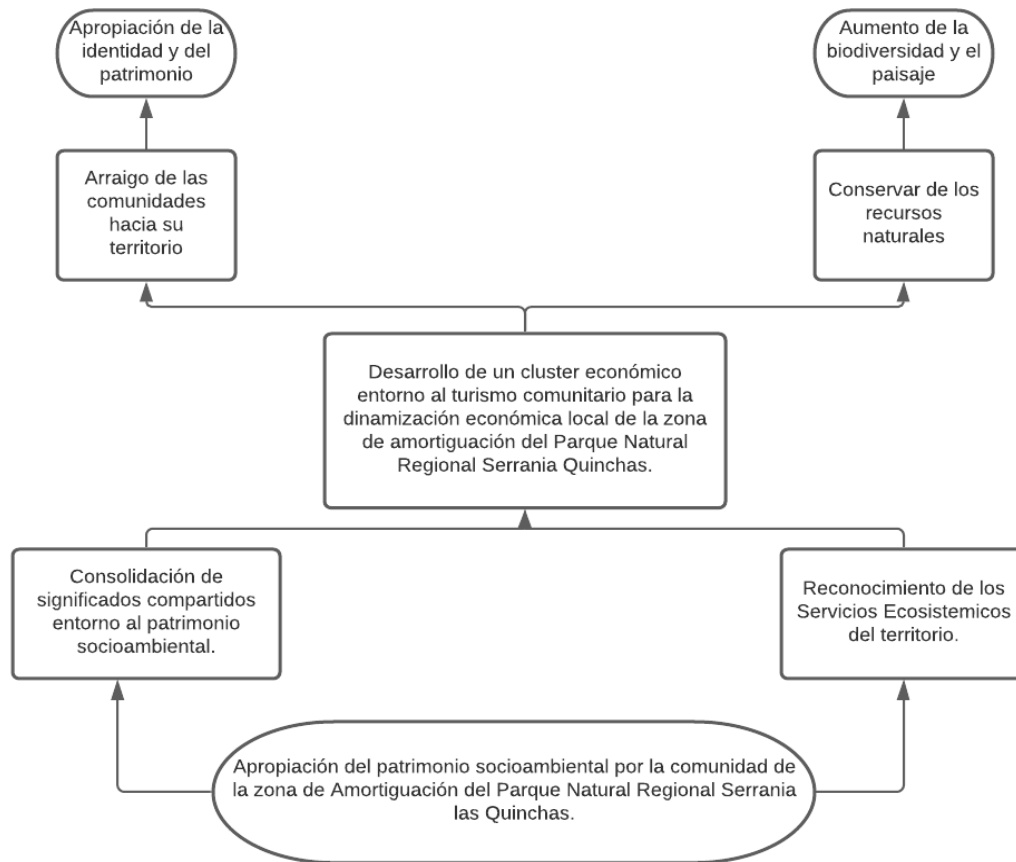 Apropiación de la
identidad y del
patrimonio
Aumento de la
biodiversidad y el
paisaje
Arraigo de las
comunidades
hacia su
territorio
Conservar de los
recursos
naturales
Desarrollo de un cluster económico
entorno al turismo comunitario para la
dinamización económica local de la zona
de amortiguación del Parque Natural
Regional Serrania Quinchas.
Consolidación de
significados compartidos
entorno al patrimonio
socioambiental.
Reconocimiento de los
Servicios Ecosistemicos
del territorio.
Apropiación del patrimonio socioambiental por la comunidad de
la zona de Amortiguación del Parque Natural Regional Serrania
las Quinchas.